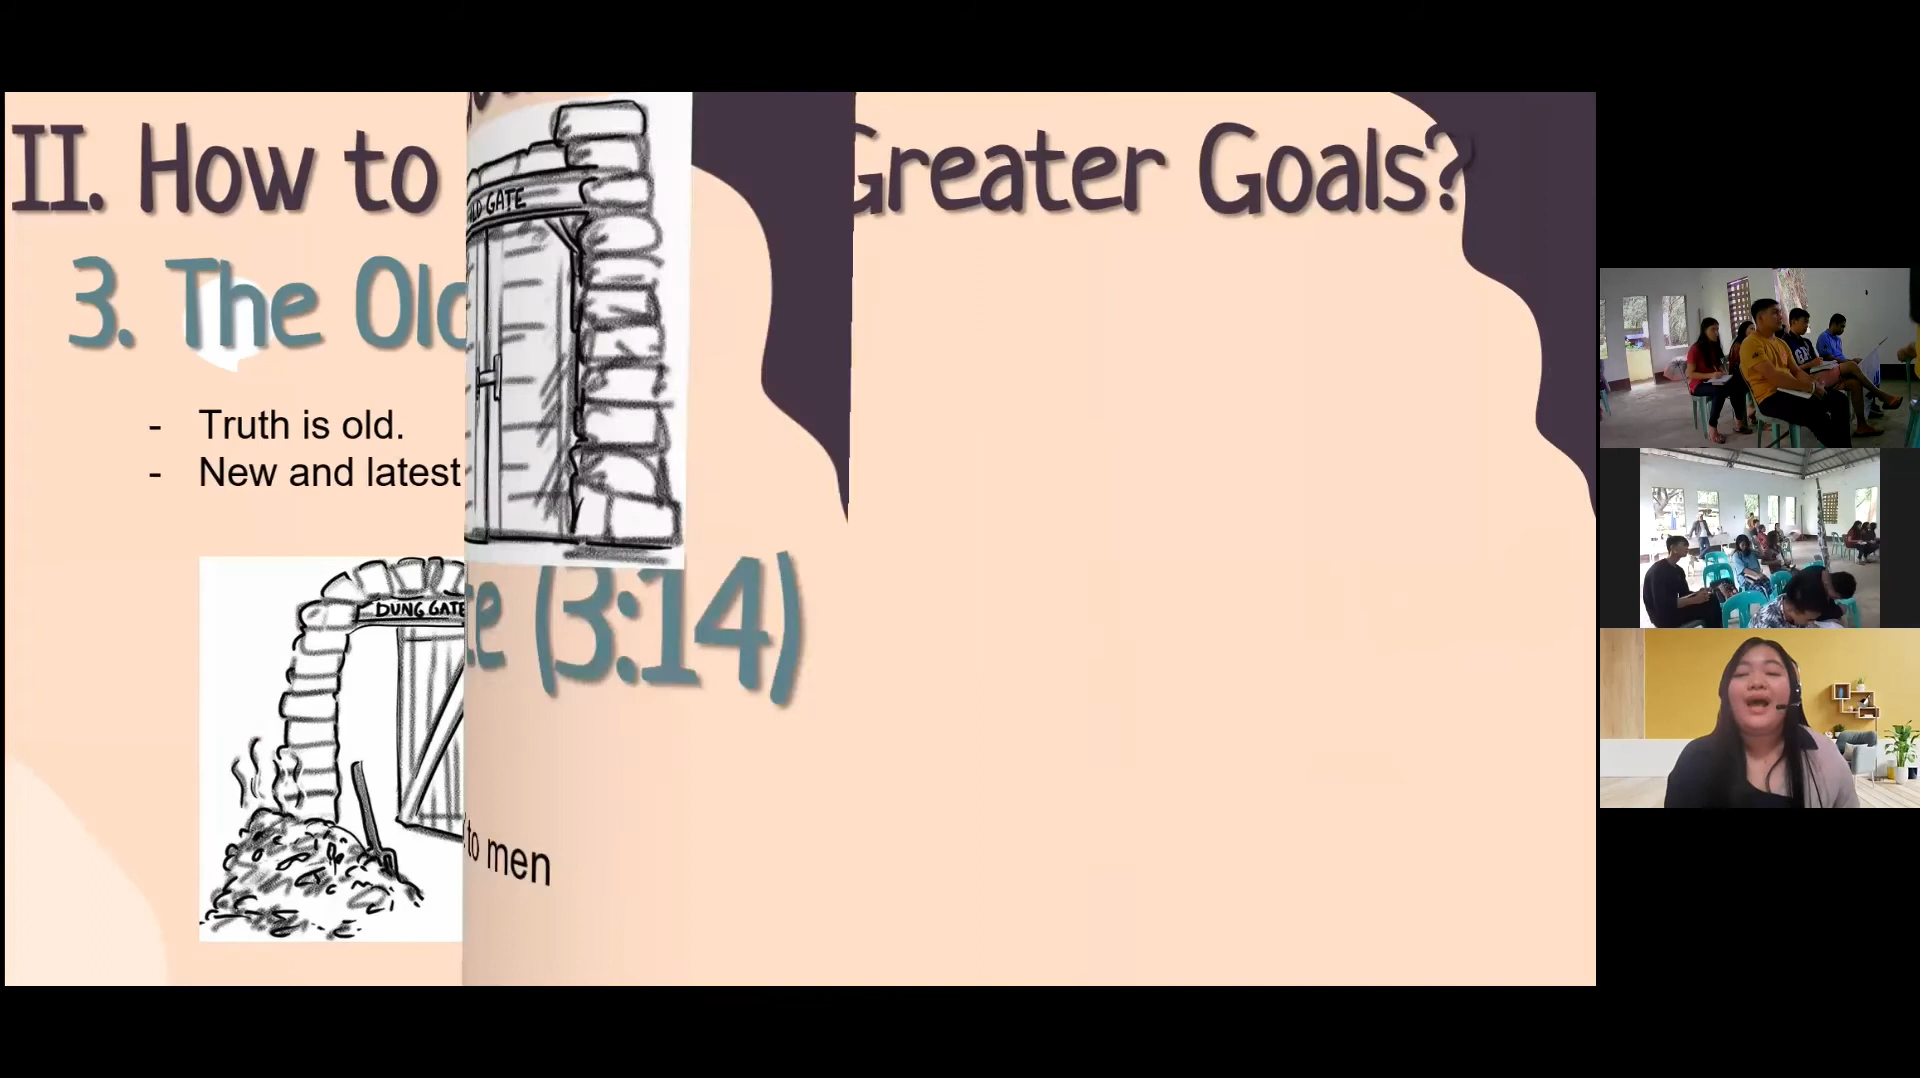 II. How to Greater Goals?
3. The Old
- Truth is old.
- New and latest
OLD GATE
DUNG GATE
(3:14)
to men